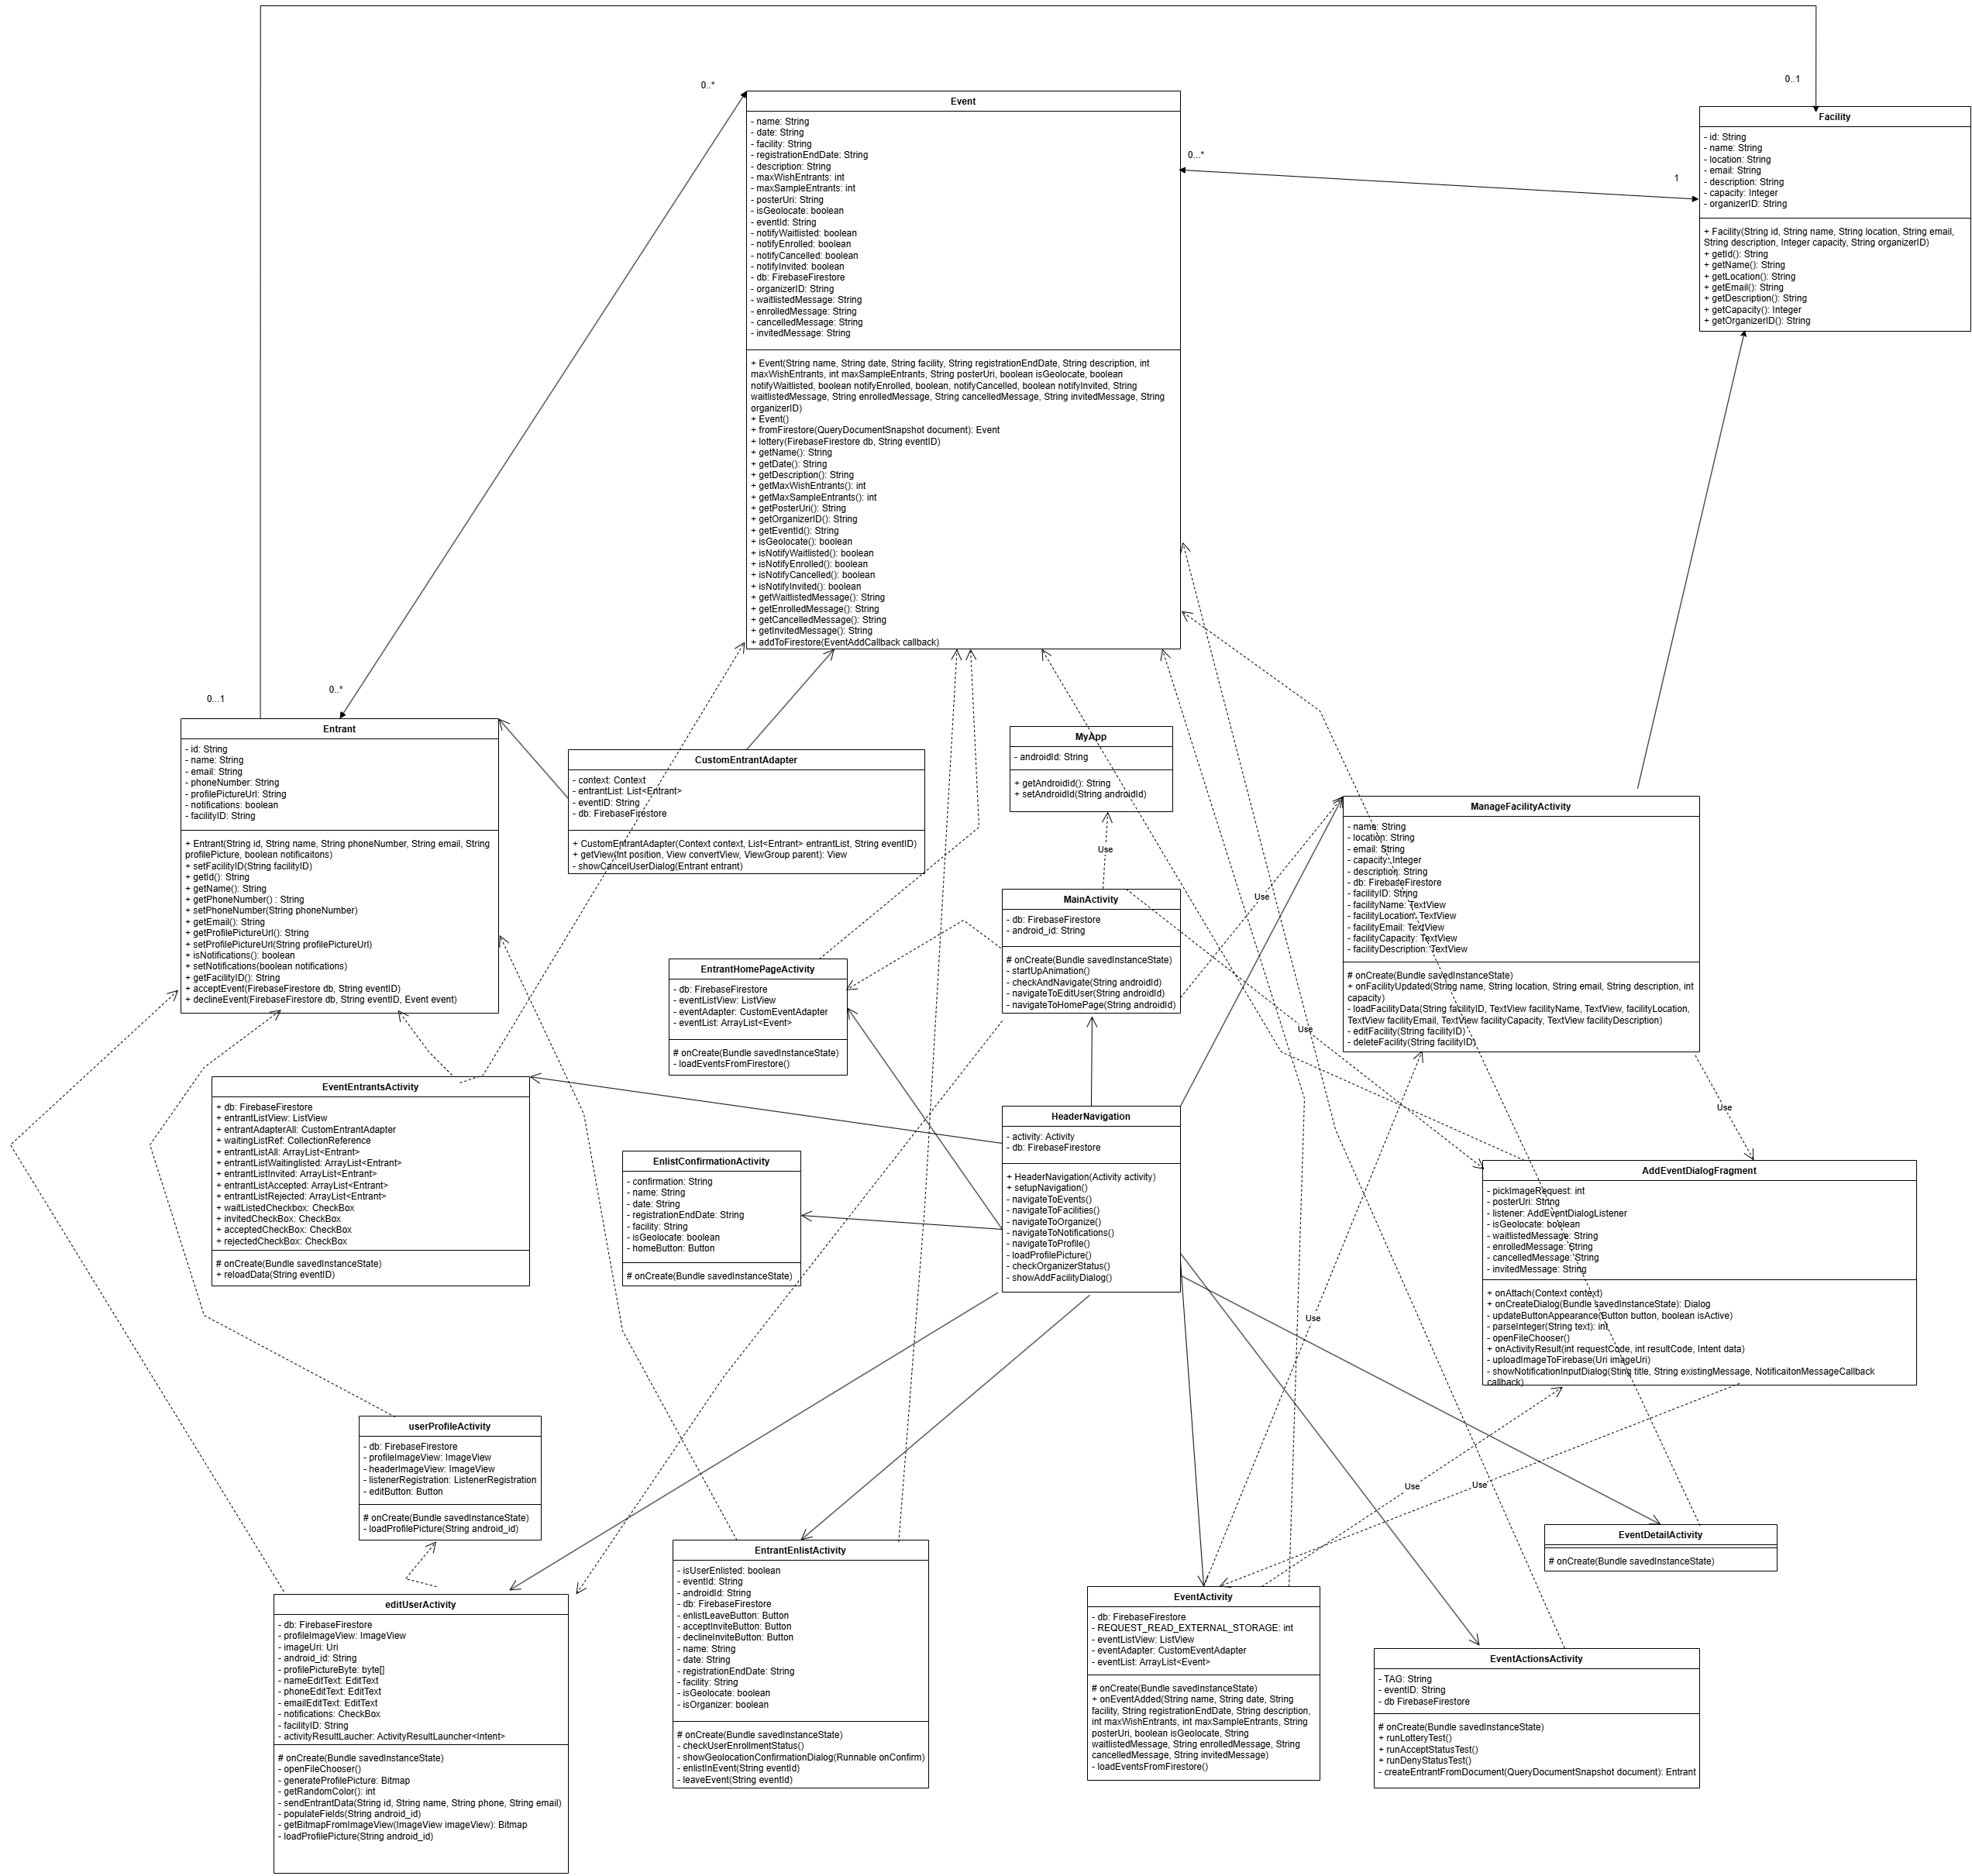 0..*
0..1
Event
- name: String
- date: String
- facility: String
- registrationEndDate: String
- description: String
- maxWishEntrants: int
- maxSampleEntrants: int
- posterUri: String
- isGeolocate: boolean
- eventId: String
- notifyWaitlisted: boolean
- notifyEnrolled: boolean
- notifyCancelled: boolean
- notifyInvited: boolean
- db: FirebaseFirestore
- organizerID: String
- waitlistedMessage: String
- enrolledMessage: String
- cancelledMessage: String
- invitedMessage: String
+ Event(String name, String date, String facility, String registrationEndDate, String description, int
maxWishEntrants, int maxSampleEntrants, String posterUri, boolean isGeolocate, boolean
notifyWaitlisted, boolean notifyEnrolled, boolean, notifyCancelled, boolean notifyInvited, String
waitlistedMessage, String enrolledMessage, String cancelledMessage, String invitedMessage, String
organizerID)
+ Event()
+ fromFirestore(QueryDocumentSnapshot document): Event
+ lottery(FirebaseFirestore db, String eventID)
+ getName(): String
+ getDate(): String
+ getDescription(): String
+ getMaxWishEntrants(): int
+ getMaxSampleEntrants(): int
+ getPosterUri(): String
+ getOrganizerID(): String
+ getEventId(): String
+ isGeolocate(): boolean
+ isNotifyWaitlisted(): boolean
+ isNotifyEnrolled(): boolean
+ isNotifyCancelled(): boolean
+ isNotifyInvited(): boolean
+ getWaitlistedMessage(): String
+ getEnrolledMessage(): String
+ getCancelledMessage(): String
+ getInvitedMessage(): String
+ addToFirestore(EventAddCallback callback)
0...*
1
Facility
- id: String
- name: String
- location: String
- email: String
- description: String
- capacity: Integer
- organizerID: String
+ Facility(String id, String name, String location, String email,
String description, Integer capacity, String organizerID)
+ getId(): String
+ getName(): String
+ getLocation(): String
+ getEmail(): String
+ getDescription(): String
+ getCapacity(): Integer
+ getOrganizerID(): String
0...1
0..*
Entrant
- id: String
- name: String
- email: String
- phoneNumber: String
- profilePictureUrl: String
- notifications: boolean
- facilityID: String
+ Entrant(String id, String name, String phoneNumber, String email, String
profilePicture, boolean notificaitons)
+ setFacilityID(String facilityID)
+ getId(): String
+ getName(): String
+ getPhoneNumber() : String
+ setPhoneNumber(String phoneNumber)
+ getEmail(): String
+ getProfilePictureUrl(): String
+ setProfilePictureUrl(String profilePictureUrl)
+ isNotifications(): boolean
+ setNotifications(boolean notifications)
+ getFacilityID(): String
+ acceptEvent(FirebaseFirestore db, String eventID)
+ declineEvent(FirebaseFirestore db, String eventID, Event event)
CustomEntrantAdapter
- context: Context
- entrantList: List<Entrant>
- eventID: String
- db: FirebaseFirestore
+ CustomEntrantAdapter(Context context, List<Entrant> entrantList, String eventID)
+ getView(Int position, View convertView, ViewGroup parent): View
- showCancelUserDialog(Entrant entrant)
MyApp
- androidId: String
+ getAndroidId(): String
+ setAndroidId(String androidId)
Use
MainActivity
- db: FirebaseFirestore
- android_id: String
# onCreate(Bundle savedInstanceState)
- startUpAnimation()
- checkAndNavigate(String androidId)
- navigateToEditUser(String androidId)
- navigateToHomePage(String androidId)
Use
Use
ManageFacilityActivity
- name: String
- location: String
- email: String
- capacity: Integer
- description: String
- db: FirebaseFirestore
- facilityID: String
- facilityName: TextView
- facilityLocation: TextView
- facilityEmail: TextView
- facilityCapacity: TextView
- facilityDescription: TextView
# onCreate(Bundle savedInstanceState)
+ onFacilityUpdated(String name, String location, String email, String description, int
capacity)
- loadFacilityData(String facilityID, TextView facilityName, TextView, facilityLocation,
TextView facilityEmail, TextView facilityCapacity, TextView facilityDescription)
- editFacility(String facilityID)
- deleteFacility(String facilityID)
Use
EntrantHomePageActivity
- db: FirebaseFirestore
- eventListView: ListView
- eventAdapter: CustomEventAdapter
- eventList: ArrayList<Event>
# onCreate(Bundle savedInstanceState)
- loadEventsFromFirestore()
EventEntrantsActivity
+ db: FirebaseFirestore
+ entrantListView: ListView
+ entrantAdapterAll: CustomEntrantAdapter
+ waitingListRef: CollectionReference
+ entrantListAll: ArrayList<Entrant>
+ entrantListWaitinglisted: ArrayList<Entrant>
+ entrantListInvited: ArrayList<Entrant>
+ entrantListAccepted: ArrayList<Entrant>
+ entrantListRejected: ArrayList<Entrant>
+ waitListedCheckbox: CheckBox
+ invitedCheckBox: CheckBox
+ acceptedCheckBox: CheckBox
+ rejectedCheckBox: CheckBox
# onCreate(Bundle savedInstanceState)
+ reloadData(String eventID)
EnlistConfirmationActivity
- confirmation: String
- name: String
- date: String
- registrationEndDate: String
- facility: String
- isGeolocate: boolean
- homeButton: Button
# onCreate(Bundle savedInstanceState)
HeaderNavigation
- activity: Activity
- db: FirebaseFirestore
+ HeaderNavigation(Activity activity)
+ setupNavigation()
- navigateToEvents()
- navigateToFacilities()
- navigateToOrganize()
- navigateToNotifications()
- navigateToProfile()
- loadProfilePicture()
- checkOrganizerStatus()
- showAddFacilityDialog()
AddEventDialogFragment
- pickImageRequest: int
- posterUri: String
- listener: AddEventDialogListener
- isGeolocate: boolean
- waitlistedMessage: String
- enrolledMessage: String
- cancelledMessage: String
- invitedMessage: String
+ onAttach(Context context)
+ onCreateDialog(Bundle savedInstanceState): Dialog
- updateButtonAppearance(Button button, boolean isActive)
- parseInteger(String text): int
- openFileChooser()
+ onActivityResult(int requestCode, int resultCode, Intent data)
- uploadImageToFirebase(Uri imageUri)
- showNotificationInputDialog(Sting title, String existingMessage, NotificaitonMessageCallback
callback)
Use
Use
Use
userProfileActivity
- db: FirebaseFirestore
- profileImageView: ImageView
- headerImageView: ImageView
- listenerRegistration: ListenerRegistration
- editButton: Button
# onCreate(Bundle savedInstanceState)
- loadProfilePicture(String android_id)
editUserActivity
- db: FirebaseFirestore
- profileImageView: ImageView
- imageUri: Uri
- android_id: String
- profilePictureByte: byte[]
- nameEditText: EditText
- phoneEditText: EditText
- emailEditText: EditText
- notifications: CheckBox
- facilityID: String
- activityResultLaucher: ActivityResultLauncher<Intent>
# onCreate(Bundle savedInstanceState)
- openFileChooser()
- generateProfilePicture: Bitmap
- getRandomColor(): int
- sendEntrantData(String id, String name, String phone, String email)
- populateFields(String android_id)
- getBitmapFromImageView(ImageView imageView): Bitmap
- loadProfilePicture(String android_id)
EntrantEnlistActivity
- isUserEnlisted: boolean
- eventId: String
- androidId: String
- db: FirebaseFirestore
- enlistLeaveButton: Button
- acceptInviteButton: Button
- declineInviteButton: Button
- name: String
- date: String
- registrationEndDate: String
- facility: String
- isGeolocate: boolean
- isOrganizer: boolean
# onCreate(Bundle savedInstanceState)
- checkUserEnrollmentStatus()
- showGeolocationConfirmationDialog(Runnable onConfirm)
- enlistInEvent(String eventId)
- leaveEvent(String eventId)
EventActivity
- db: FirebaseFirestore
- REQUEST_READ_EXTERNAL_STORAGE: int
- eventListView: ListView
- eventAdapter: CustomEventAdapter
- eventList: ArrayList<Event>
# onCreate(Bundle savedInstanceState)
+ onEventAdded(String name, String date, String
facility, String registrationEndDate, String description,
int maxWishEntrants, int maxSampleEntrants, String
posterUri, boolean isGeolocate, String
waitlistedMessage, String enrolledMessage, String
cancelledMessage, String invitedMessage)
- loadEventsFromFirestore()
EventDetailActivity
# onCreate(Bundle savedInstanceState)
EventActionsActivity
- TAG: String
- eventID: String
- db FirebaseFirestore
# onCreate(Bundle savedInstanceState)
+ runLotteryTest()
+ runAcceptStatusTest()
+ runDenyStatusTest()
- createEntrantFromDocument(QueryDocumentSnapshot document): Entrant